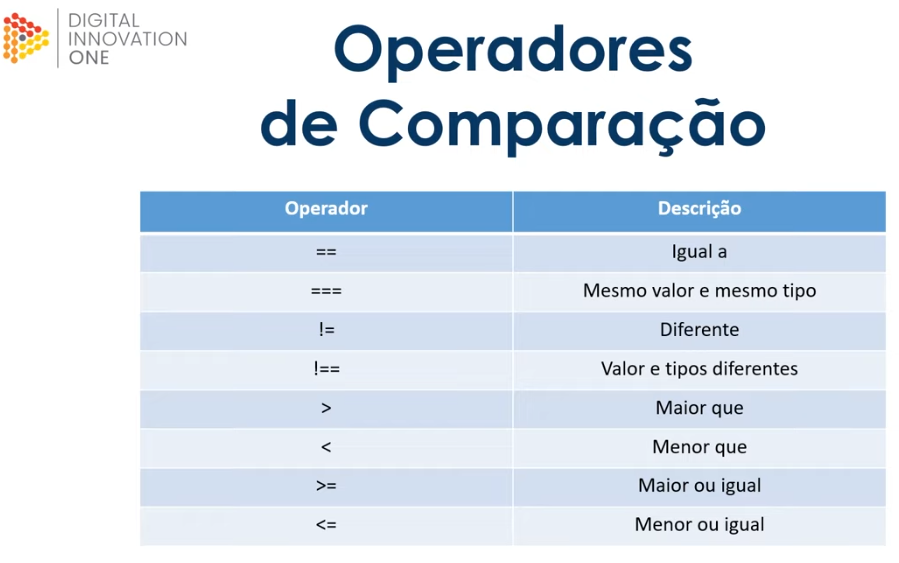 DIGITAL
INNOVATION
ONE
Operadores
de Comparação
Operador Descrição
== Igual a
=== Mesmo valor e mesmo tipo
!= Diferente
!== Valor e tipos diferentes
> Maior que
< Menor que
>= Maior ou igual
<= Menor ou igual